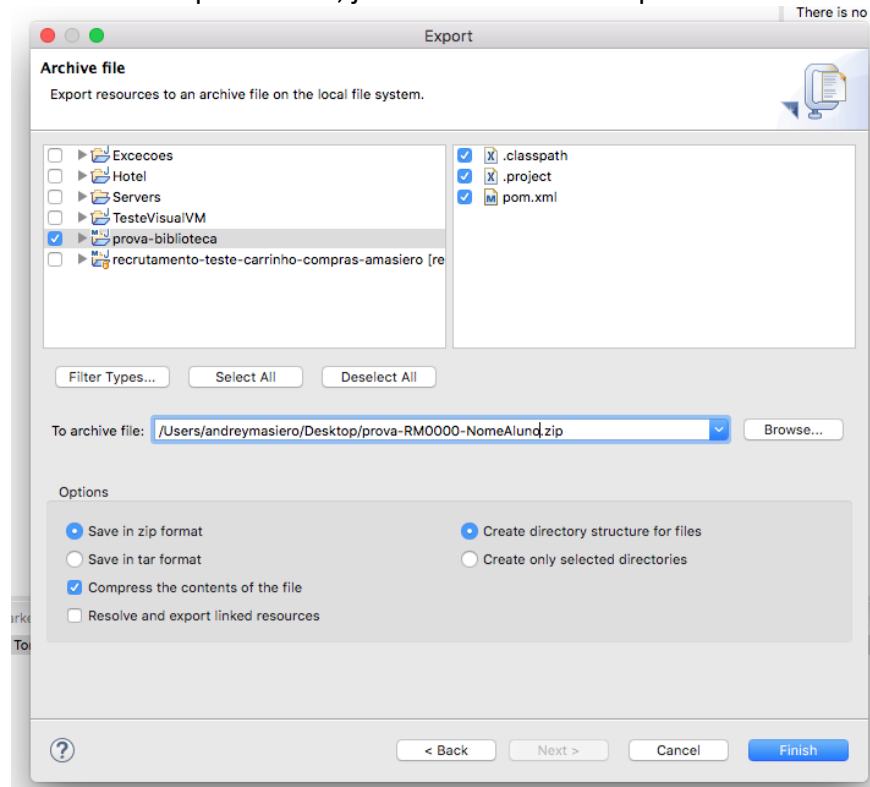 There is no
Export
Archive file
Export resources to an archive file on the local file system.
Excecoes
Hotel
Servers
TesteVisualVM
prova-biblioteca
recrutamento-teste-carrinho-compras-amasiero [re
.classpath
.project
pom.xml
Filter Types...
Select All
Deselect All
To archive file:
/Users/andreymasiero/Desktop/prova-RM0000-NomeAluno.zip
Browse...
Options
Save in zip format
Create directory structure for files
Save in tar format
Create only selected directories
Compress the contents of the file
Resolve and export linked resources
?
< Back
Next >
Cancel
Finish